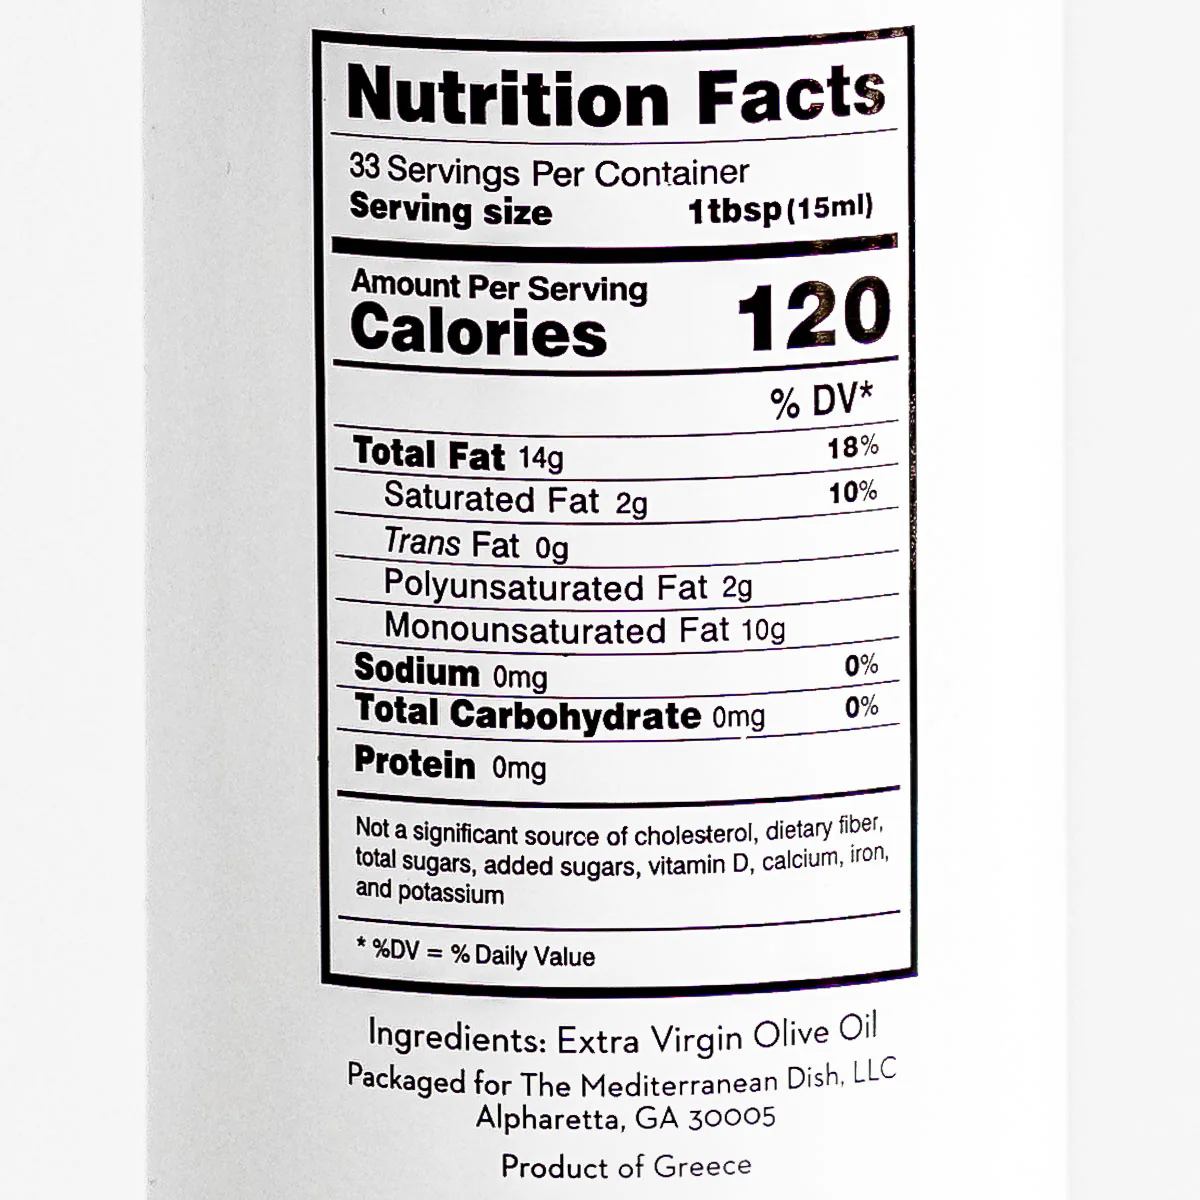 Nutrition Facts
33 Servings Per Container
Serving size 1tbsp(15ml)
Amount Per Serving
Calories 120
% DV*
Total Fat 14g 18%
Saturated Fat 2g 10%
Trans Fat 0g
Polyunsaturated Fat 2g
Monounsaturated Fat 10g
Sodium 0mg 0%
Total Carbohydrate 0mg 0%
Protein 0mg
Not a significant source of cholesterol, dietary fiber,
total sugars, added sugars, vitamin D, calcium, iron,
and potassium
* %DV = % Daily Value
Ingredients: Extra Virgin Olive Oil
Packaged for The Mediterranean Dish, LLC
Alpharetta, GA 30005
Product of Greece